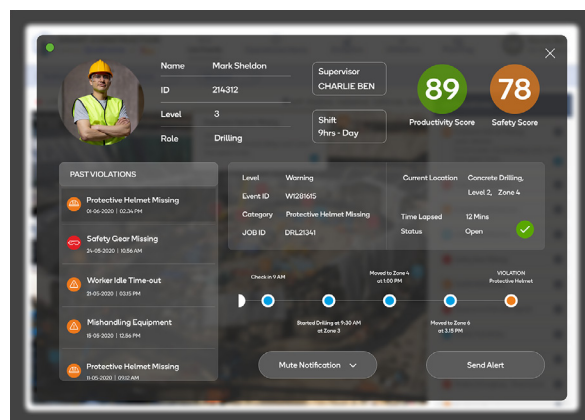 Name Mark Sheldon
ID 214312
Level 3
Role Drilling
Supervisor
CHARLIE BEN
Shift
9hrs - Day
89
Productivity Score
78
Safety Score
PAST VIOLATIONS
Protective Helmet Missing
01-06-2020 | 02:34 PM
Safety Gear Missing
24-05-2020 | 10:56 AM
Worker Idle Time-out
21-05-2020 | 03:15 PM
Mishandling Equipment
18-05-2020 | 12:56 PM
Protective Helmet Missing
11-05-2020 | 09:12 AM
Level Warning
Event ID W1281615
Category Protective Helmet Missing
JOB ID DRL21341
Current Location Concrete Drilling,
Level 2, Zone 4
Time Lapsed 12 Mins
Status Open
Check in 9 AM
Started Drilling at 9:30 AM
at Zone 3
Moved to Zone 4
at 1:00 PM
Moved to Zone 6
at 3.15 PM
VIOLATION
Protective Helmet
Mute Notification
Send Alert